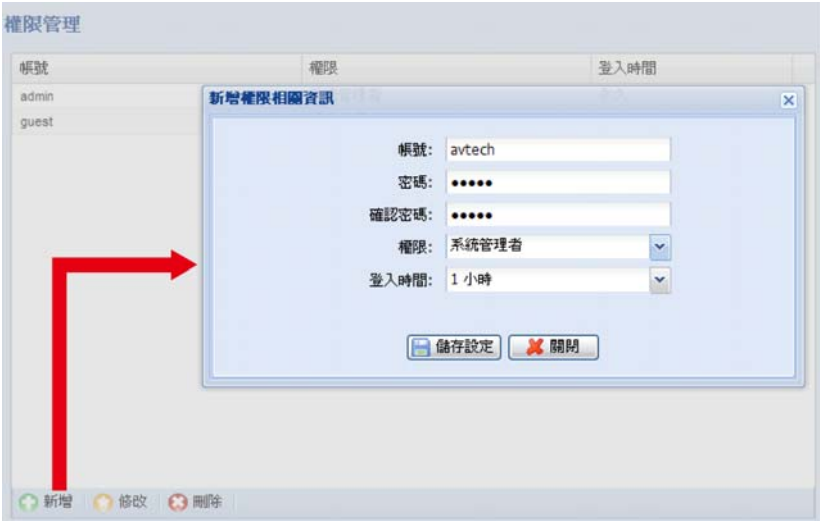 權限管理
帳號 權限 登入時間
admin
guest
新增權限相關資訊
帳號: avtech
密碼: •••••
確認密碼: •••••
權限: 系統管理者
登入時間: 1 小時
儲存設定 關閉
新增 修改 刪除